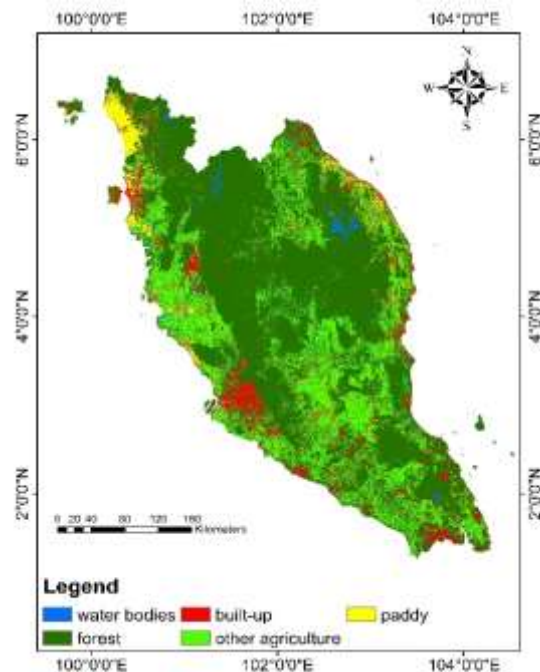 100°0'0"E 102°0'0"E 104°0'0"E
N
W E
S
6°0'0"N 6°0'0"N
4°0'0"N 4°0'0"N
2°0'0"N 2°0'0"N
0 20 40 80 120 160
Kilometers
Legend
water bodies built-up paddy
forest other agriculture
100°0'0"E 102°0'0"E 104°0'0"E